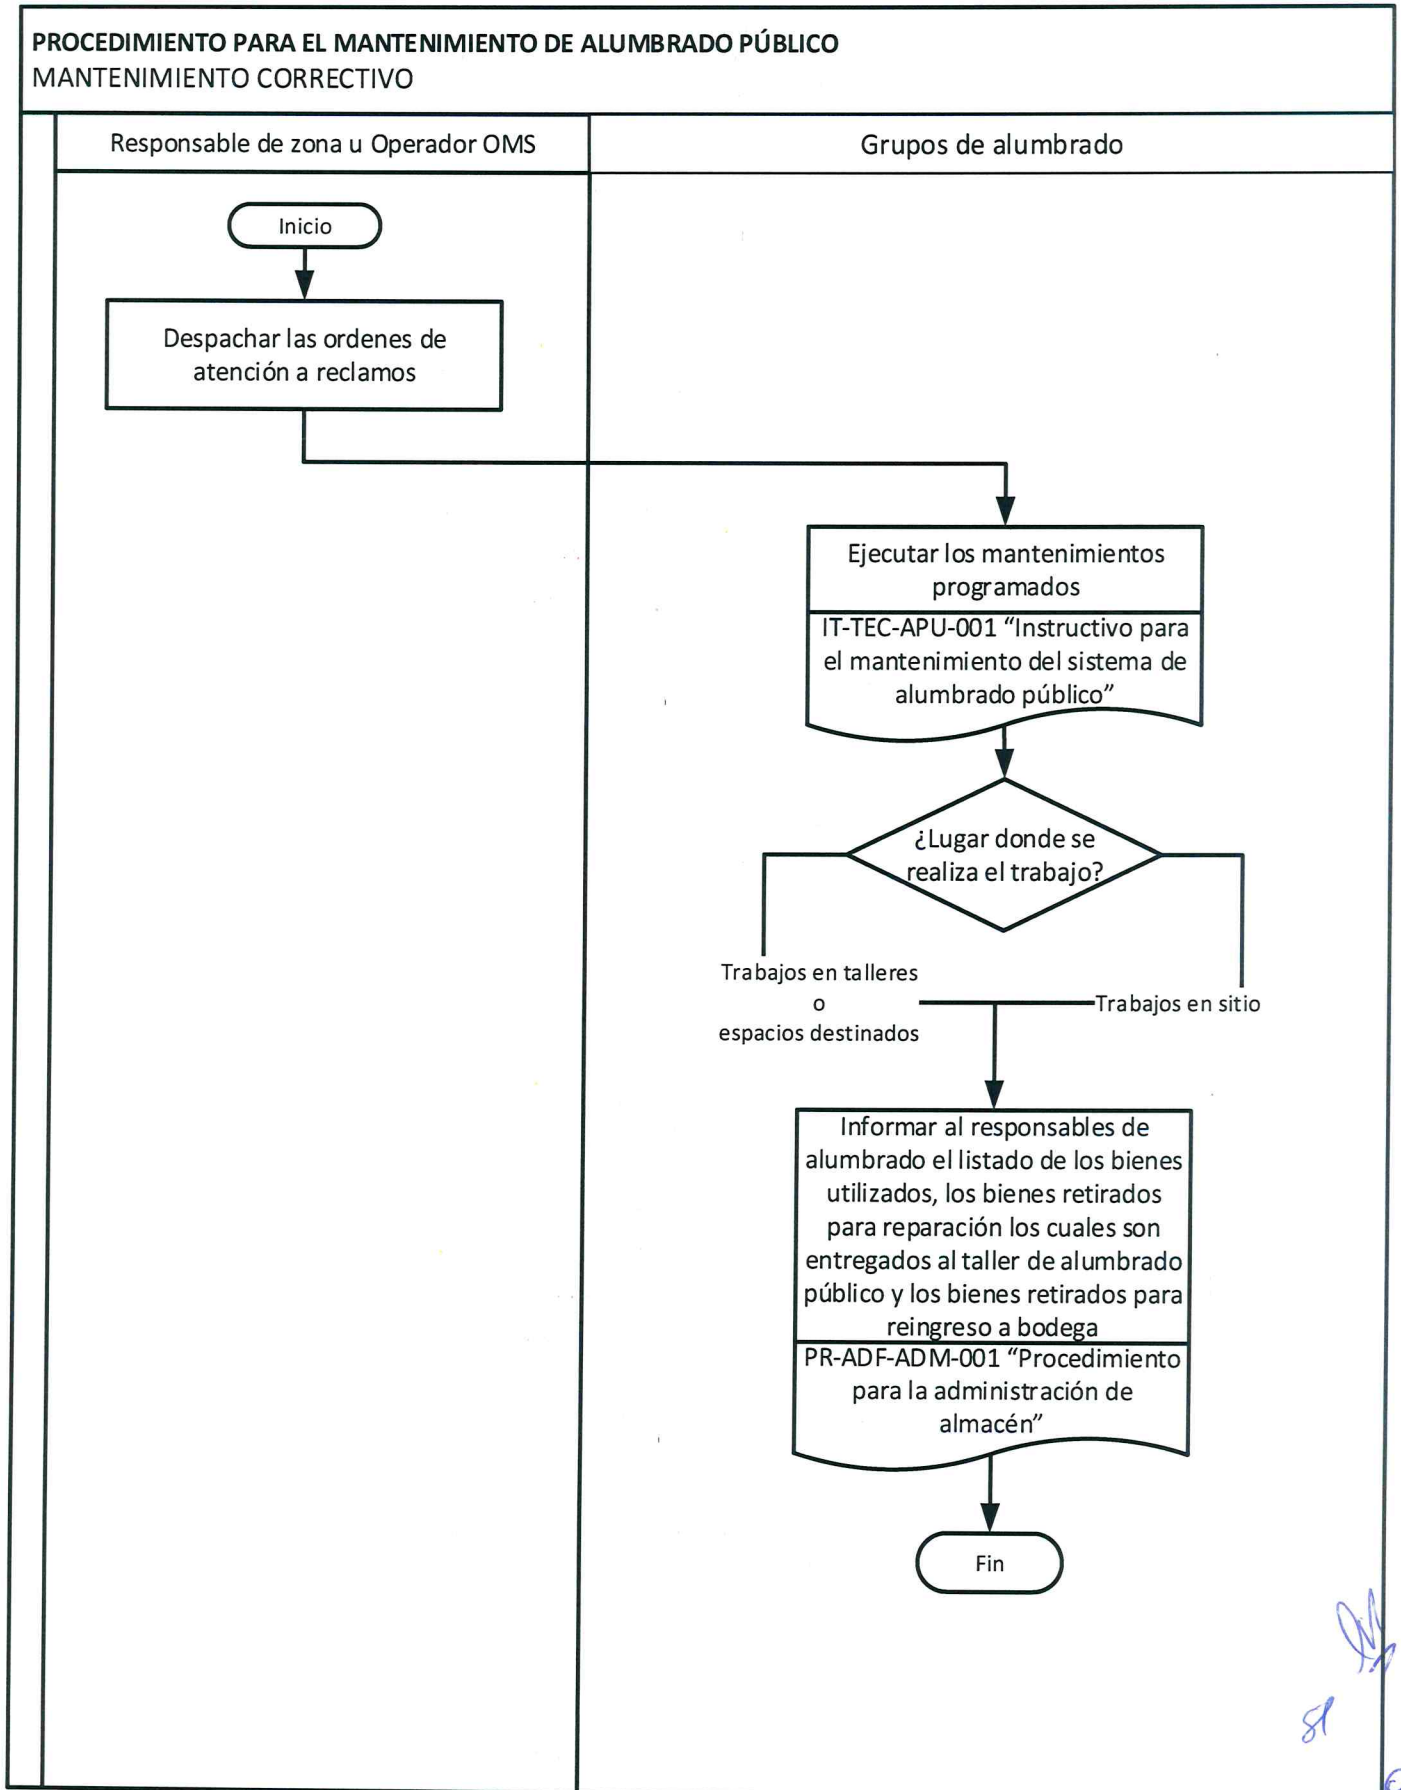 PROCEDIMIENTO PARA EL MANTENIMIENTO DE ALUMBRADO PÚBLICO
MANTENIMIENTO CORRECTIVO
Responsable de zona u Operador OMS
Grupos de alumbrado
Inicio
Despachar las ordenes de
atención a reclamos
Ejecutar los mantenimientos
programados
IT-TEC-APU-001 “Instructivo para
el mantenimiento del sistema de
alumbrado público”
¿Lugar donde se
realiza el trabajo?
Trabajos en talleres
o
espacios destinados
Trabajos en sitio
Informar al responsables de
alumbrado el listado de los bienes
utilizados, los bienes retirados
para reparación los cuales son
entregados al taller de alumbrado
público y los bienes retirados para
reingreso a bodega
PR-ADF-ADM-001 “Procedimiento
para la administración de
almacén”
Fin